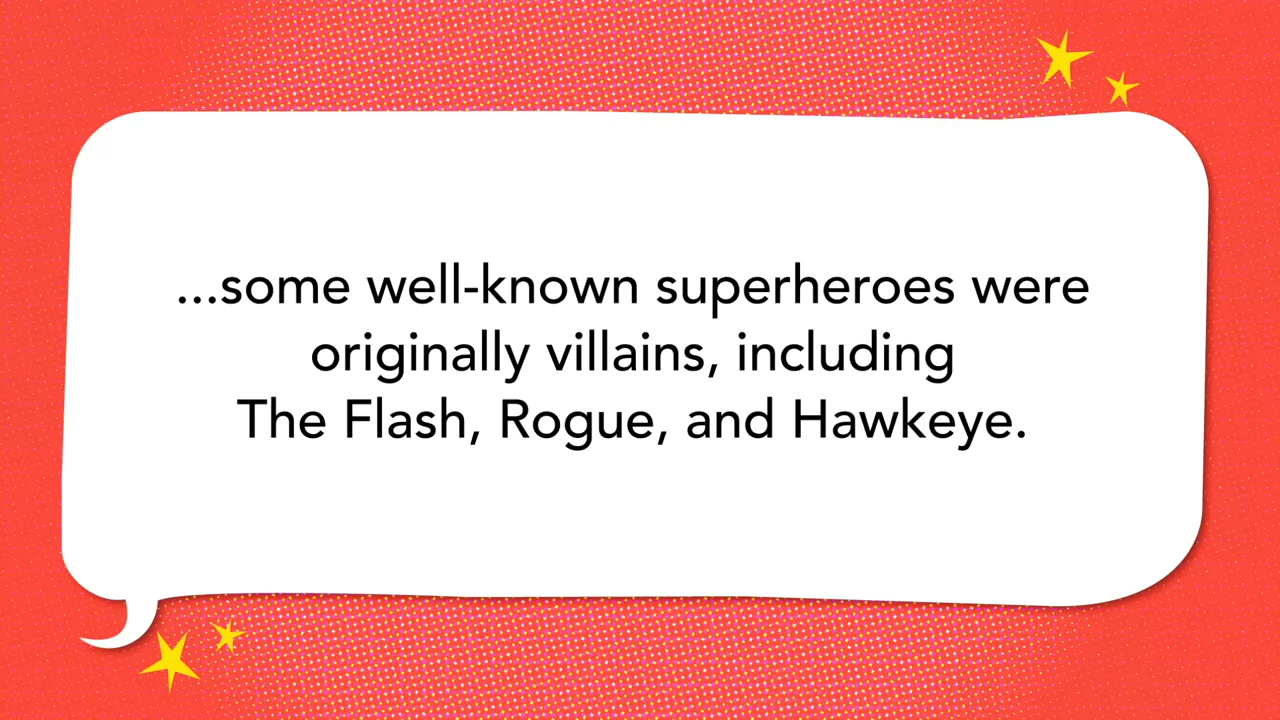 ...some well-known superheroes were
originally villains, including
The Flash, Rogue, and Hawkeye.